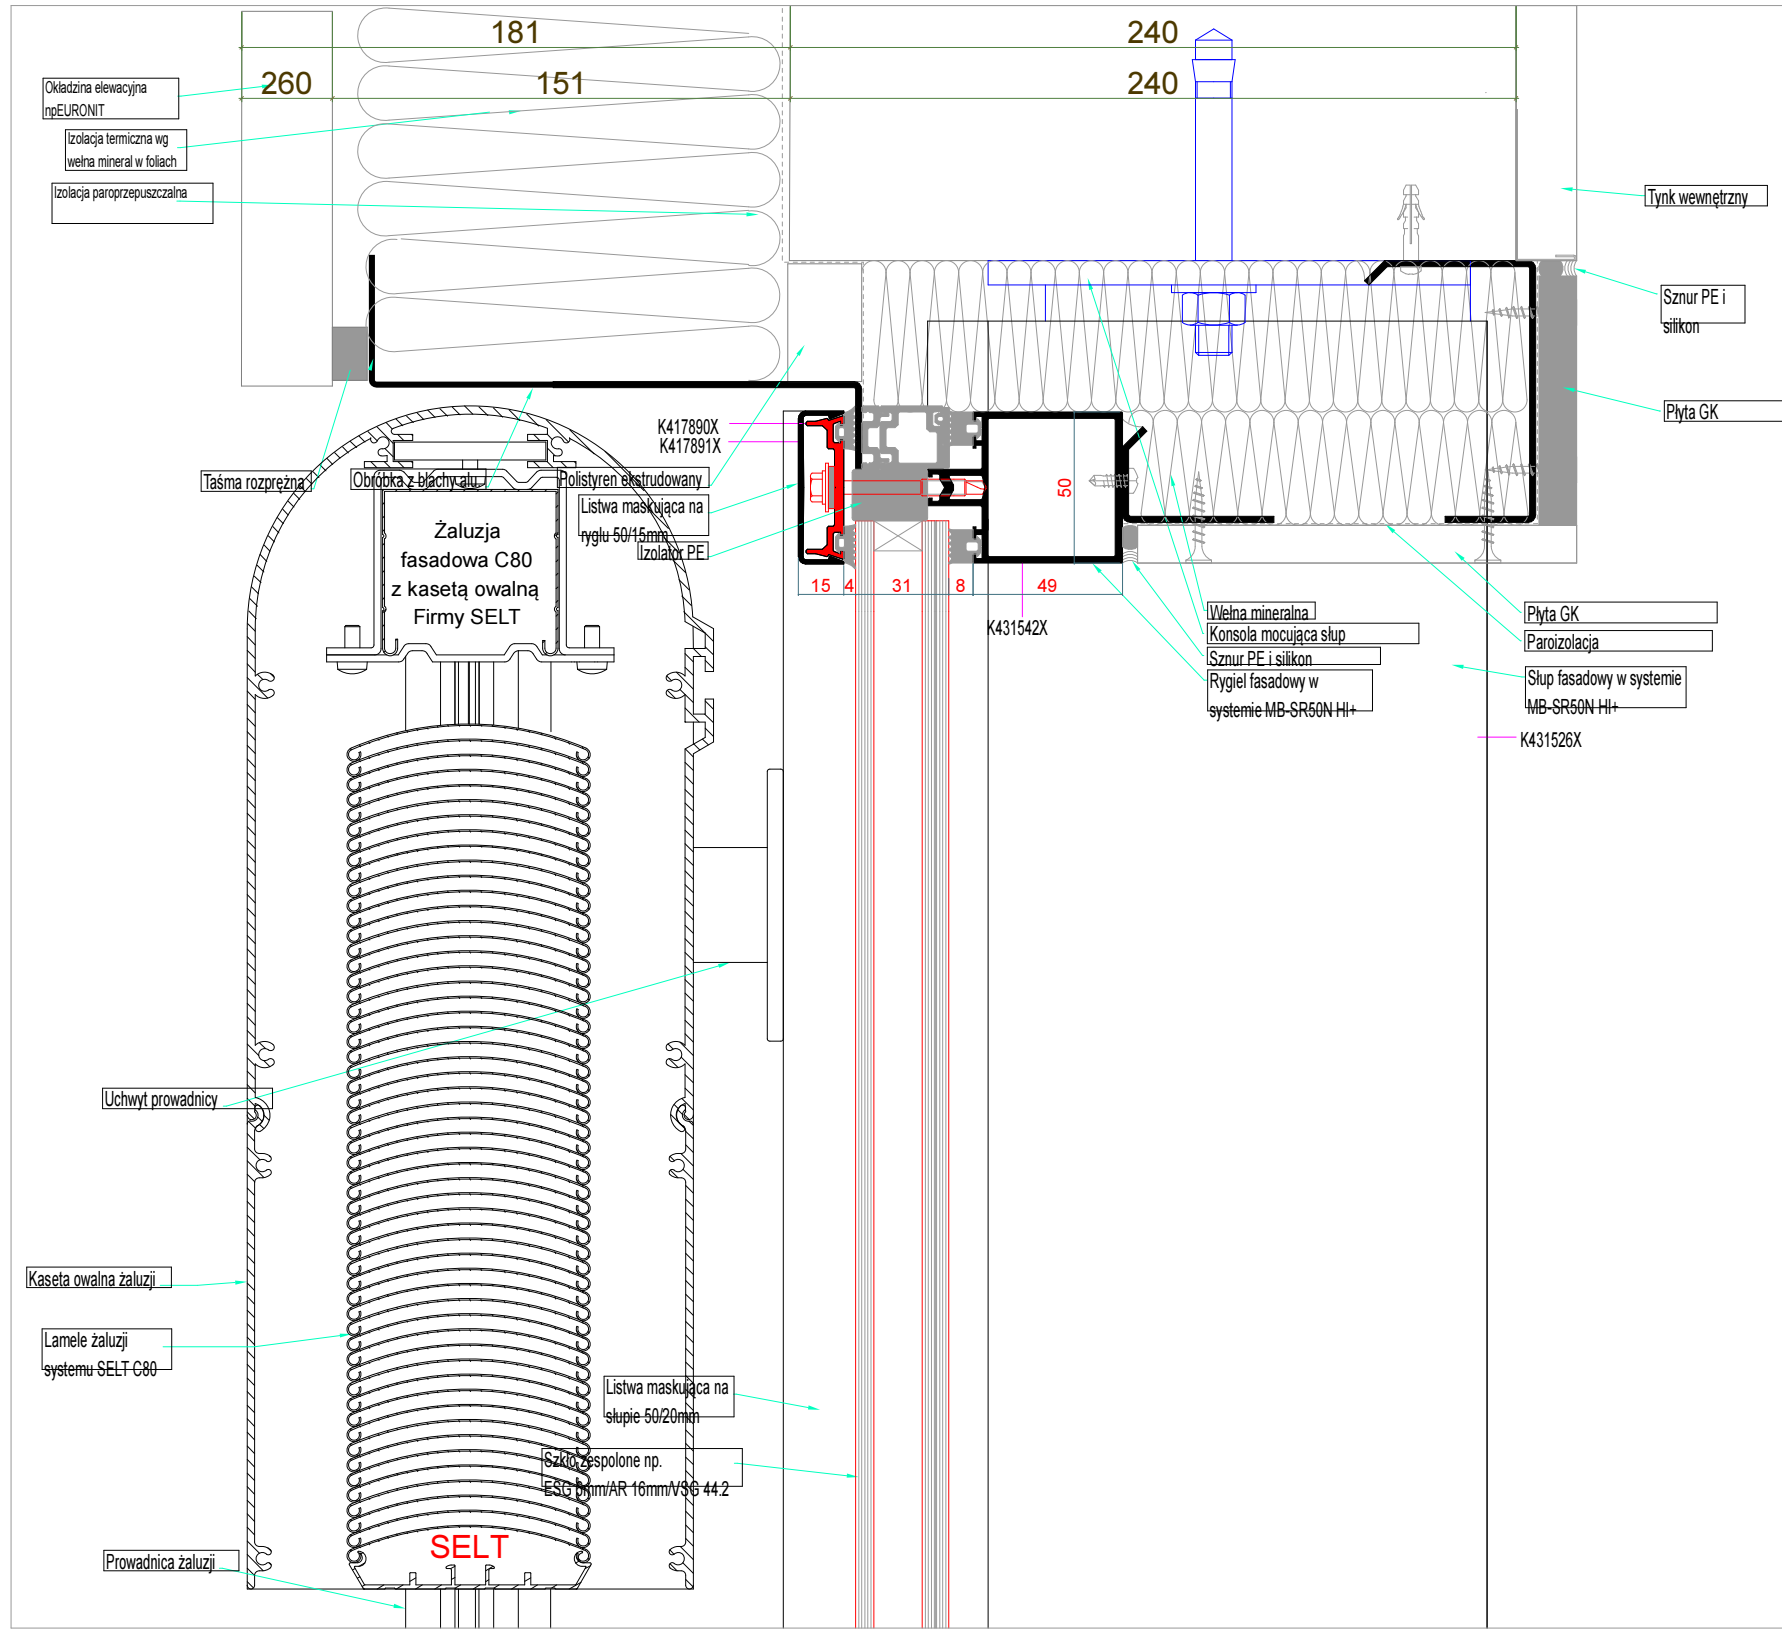 181
240
260
151
240
Okładzina elewacyjna
npEURONIT
Izolacja termiczna wg
wełna mineral w foliach
Izolacja paroprzepuszczalna
Tynk wewnętrzny
Sznur PE i
silikon
Płyta GK
K417890X
K417891X
Taśma rozprężna
Obróbka z blachy alu
Polistyren ekstrudowany
Listwa maskująca na
ryglu 50/15mm
Izolator PE
50
Żaluzja
fasadowa C80
z kasetą owalną
Firmy SELT
15
4
31
8
49
K431542X
Wełna mineralna
Konsola mocująca słup
Sznur PE i silikon
Rygiel fasadowy w
systemie MB-SR50N HI+
Płyta GK
Paroizolacja
Słup fasadowy w systemie
MB-SR50N HI+
K431526X
Uchwyt prowadnicy
Kaseta owalna żaluzji
Lamele żaluzji
systemu SELT C80
Listwa maskująca na
słupie 50/20mm
Szkło zespolone np.
ESG 6mm/AR 16mm/VSG 44.2
SELT
Prowadnica żaluzji